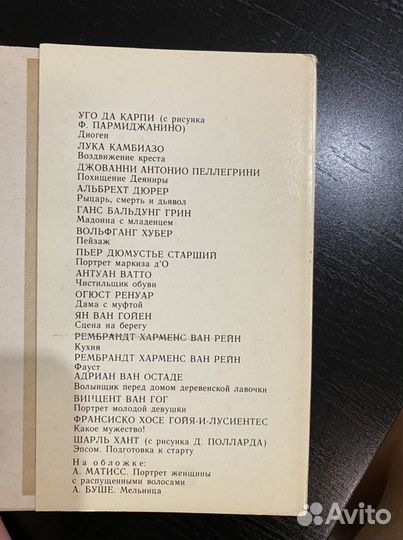 УГО ДА КАРПИ (с рисунка
Ф. ПАРМИДЖАНИНО)
Диоген
ЛУКА КАМБИАЗО
Воздвижение креста
ДЖОВАННИ АНТОНИО ПЕЛЛЕГРИНИ
Похищение Деяниры
АЛЬБРЕХТ ДЮРЕР
Рыцарь, смерть и дьявол
ГАНС БАЛЬДУНГ ГРИН
Мадонна с младенцем
ВОЛЬФГАНГ ХУБЕР
Пейзаж
ПЬЕР ДЮМУСТЬЕ СТАРШИЙ
Портрет маркиза д'О
АНТУАН ВАТТО
Чистильщик обуви
ОГЮСТ РЕНУАР
Дама с муфтой
ЯН ВАН ГОЙЕН
Сцена на берегу
РЕМБРАНДТ ХАРМЕНС ВАН РЕЙН
Кухня
РЕМБРАНДТ ХАРМЕНС ВАН РЕЙН
Фауст
АДРИАН ВАН ОСТАДЕ
Волынщик перед домом деревенской лавочки
ВИНЦЕНТ ВАН ГОГ
Портрет молодой девушки
ФРАНСИСКО ХОСЕ ГОЙЯ-И-ЛУСИЕНТЕС
Какое мужество!
ШАРЛЬ ХАНТ (с рисунка Д. ПОЛЛАРДА)
Эпсом. Подготовка к старту
На обложке:
А. МАТИСС. Портрет женщины
с распущенными волосами
А. БУШЕ. Мельница
Avito